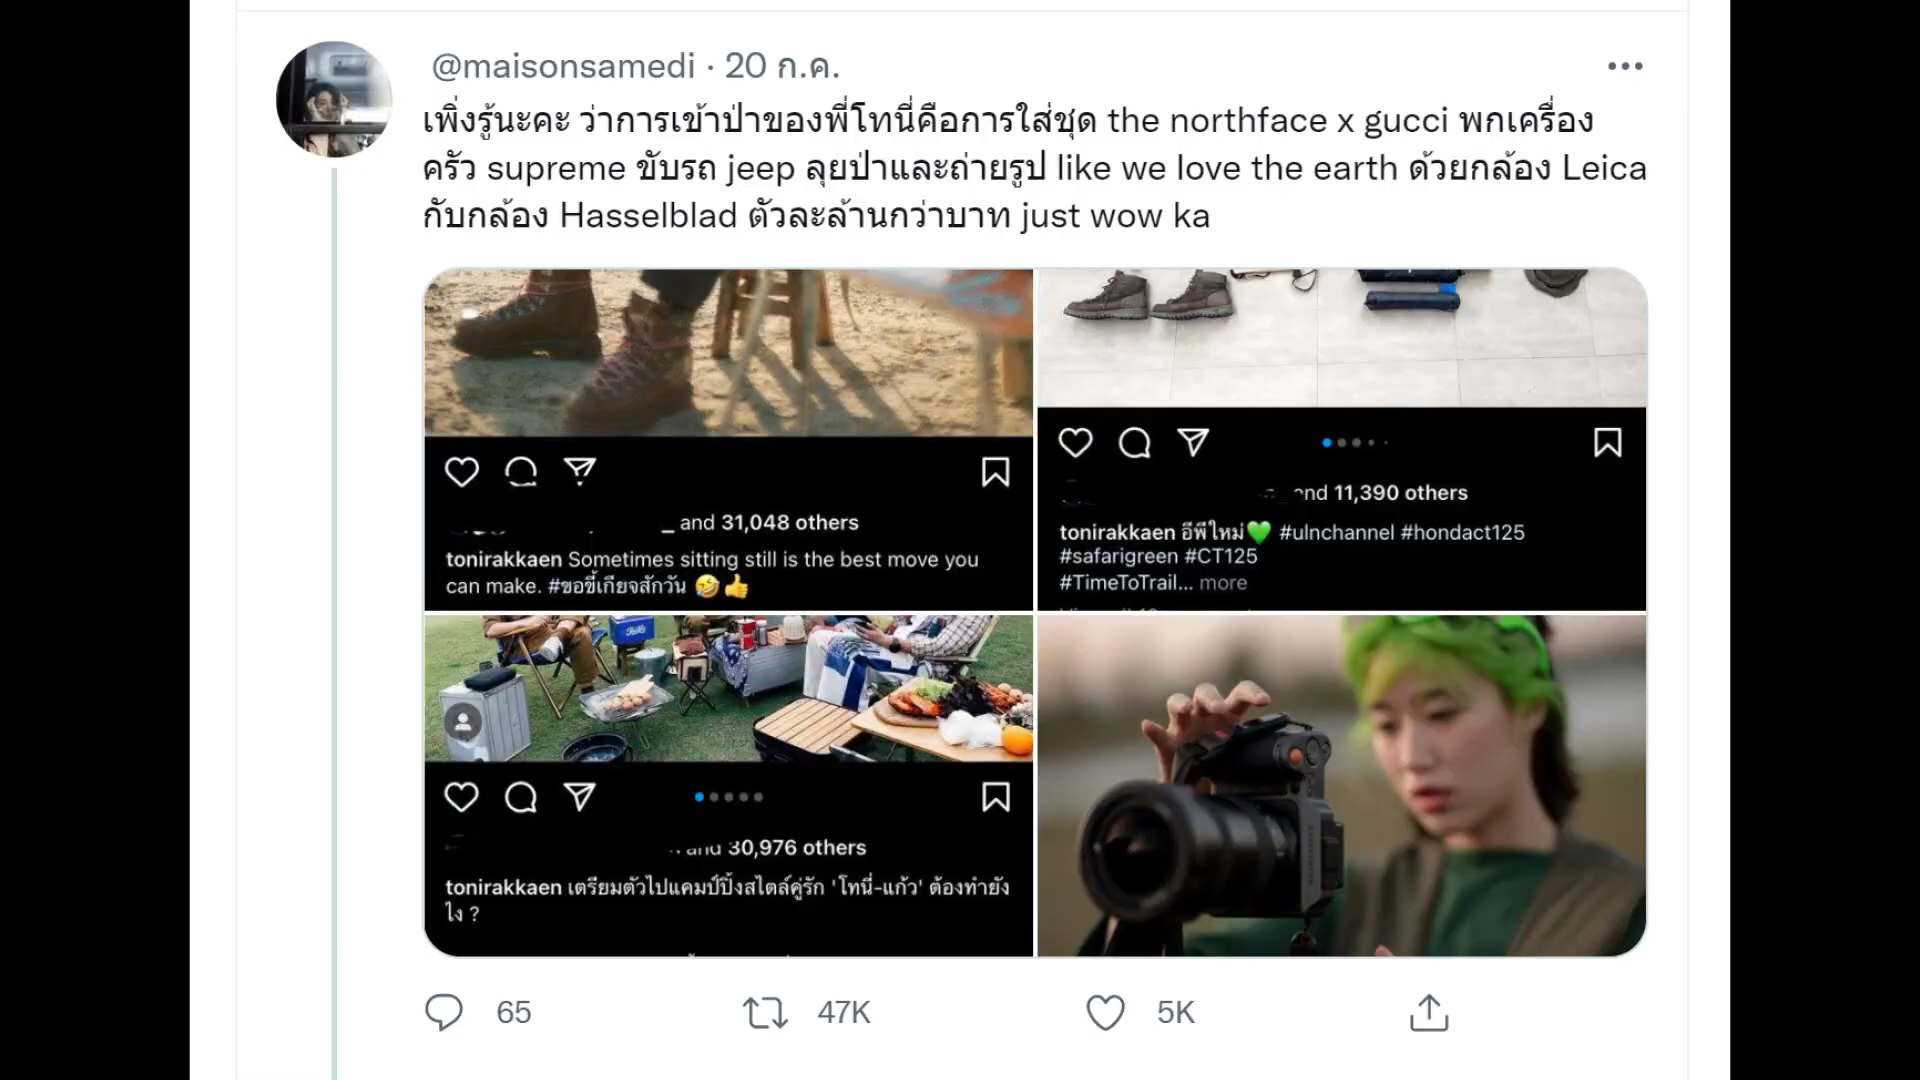 @maisonsamedi · 20 ก.ค.
เพิ่งรู้นะคะ ว่าการเข้าป่าของพี่โทนี่คือการใส่ชุด the northface x gucci พกเครื่อง
ครัว supreme ขับรถ jeep ลุยป่าและถ่ายรูป like we love the earth ด้วยกล้อง Leica
กับกล้อง Hasselblad ตัวละล้านกว่าบาท just wow ka
and 31,048 others
tonirakkaen Sometimes sitting still is the best move you
can make. #ขอขี้เกียจสักวัน 🤣👍
and 11,390 others
tonirakkaen อีพีใหม่💚 #ulnchannel #hondact125
#safarigreen #CT125
#TimeToTrail... more
and 30,976 others
tonirakkaen เตรียมตัวไปแคมป์ปิ้งสไตล์คู่รัก 'โทนี่-แก้ว' ต้องทำยัง
ไง ?
65
47K
5K